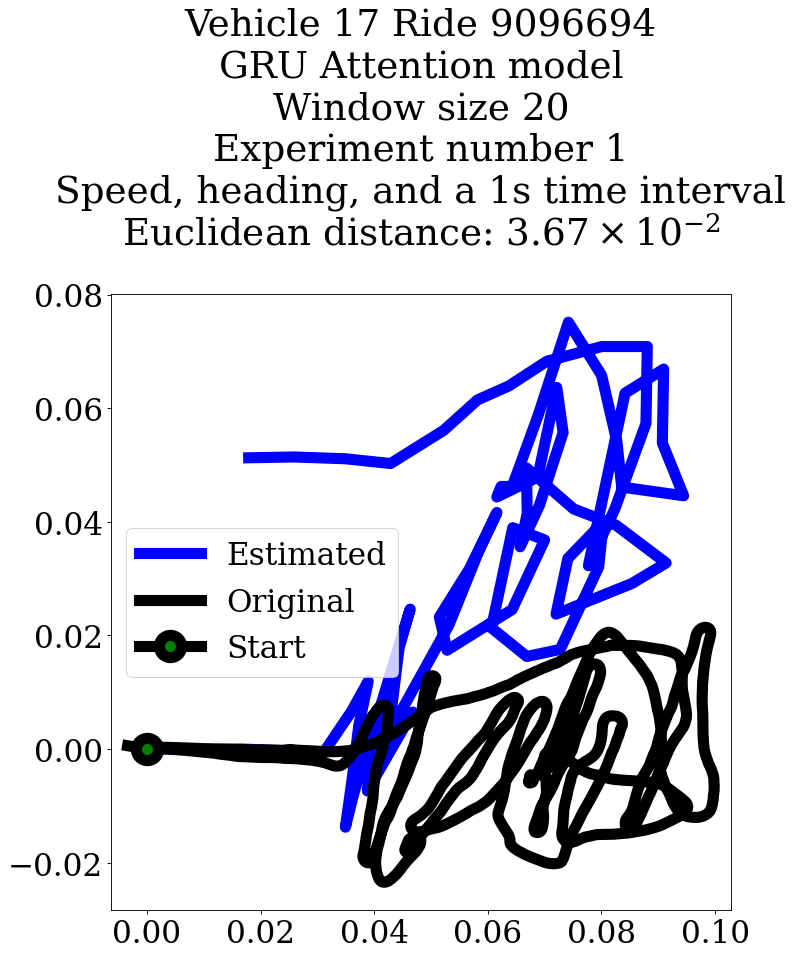 Vehicle 17 Ride 9096694
GRU Attention model
Window size 20
Experiment number 1
Speed, heading, and a 1s time interval
Euclidean distance: 3.67 × 10⁻²
0.08
0.06
0.04
0.02
0.00
−0.02
Estimated
Original
Start
0.00 0.02 0.04 0.06 0.08 0.10